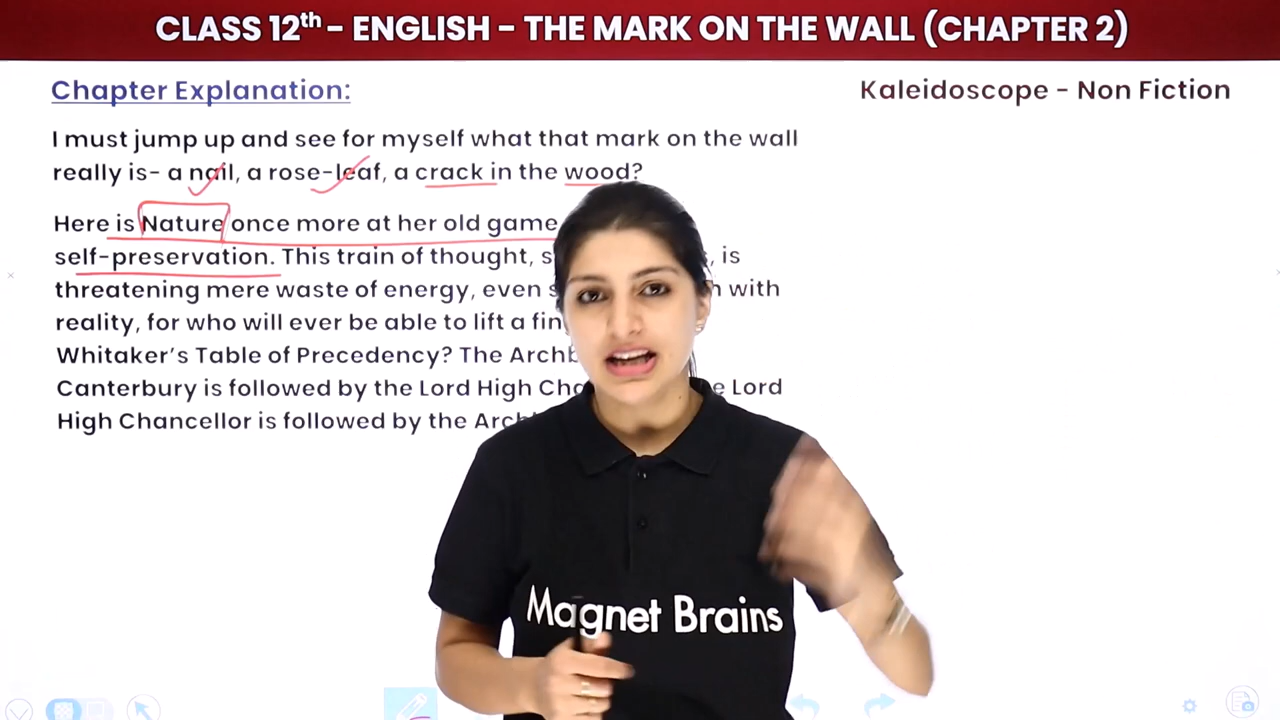 CLASS 12th - ENGLISH - THE MARK ON THE WALL (CHAPTER 2)
Chapter Explanation:
Kaleidoscope - Non Fiction
I must jump up and see for myself what that mark on the wall
really is- a nail, a rose-leaf, a crack in the wood?
Here is Nature once more at her old game
self-preservation. This train of thought, is
threatening mere waste of energy, even with
reality, for who will ever be able to lift a
Whitaker's Table of Precedency? The
Canterbury is followed by the Lord High Lord
High Chancellor is followed by the
Magnet Brains